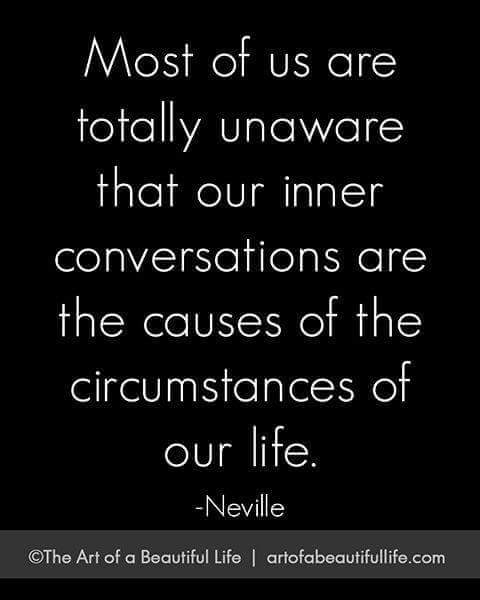 Most of us are
totally unaware
that our inner
conversations are
the causes of the
circumstances of
our life.
-Neville
©The Art of a Beautiful Life | artofabeautifullife.com